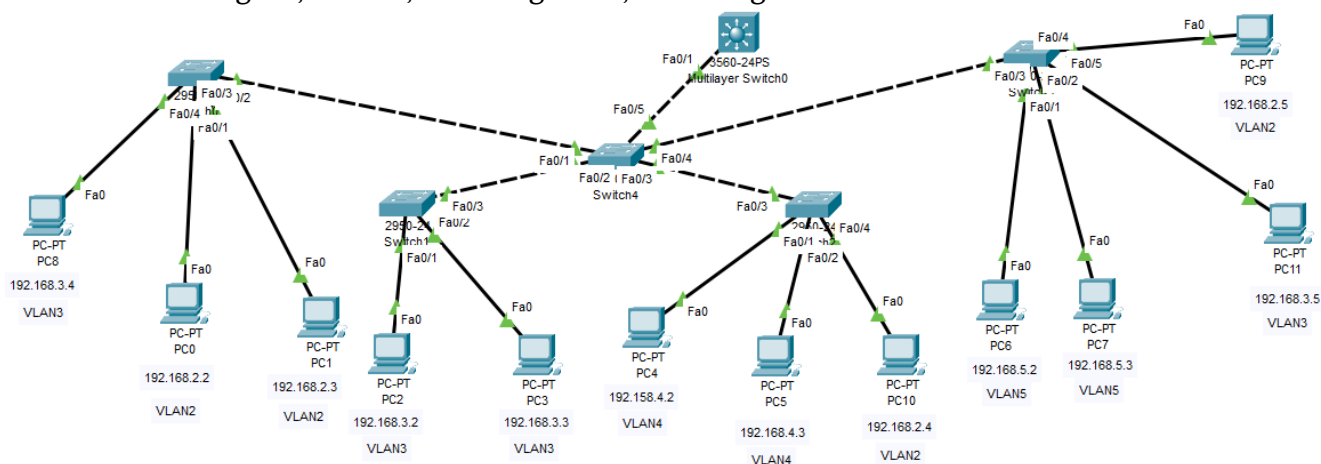 Fa0/1
3560-24PS
Multilayer Switch0
Fa0/5
Fa0/3
Fa0/4
Fa0/1
Fa0
PC-PT
PC8
192.168.3.4
VLAN3
Fa0
PC-PT
PC0
192.168.2.2
VLAN2
Fa0
PC-PT
PC1
192.168.2.3
VLAN2
Fa0/1
Fa0/2
Fa0/3
Fa0/4
Switch4
Fa0/3
Fa0/2
Switch1
Fa0/1
Fa0
PC-PT
PC2
192.168.3.2
VLAN3
Fa0
PC-PT
PC3
192.168.3.3
VLAN3
Fa0/3
Fa0/4
Fa0/1
Fa0/2
Fa0
PC-PT
PC4
192.158.4.2
VLAN4
Fa0
PC-PT
PC5
192.168.4.3
VLAN4
Fa0
PC-PT
PC10
192.168.2.4
VLAN2
Fa0/4
Fa0/5
Fa0/3
Fa0/2
Fa0/1
Fa0
PC-PT
PC9
192.168.2.5
VLAN2
Fa0
PC-PT
PC6
192.168.5.2
VLAN5
Fa0
PC-PT
PC7
192.168.5.3
VLAN5
Fa0
PC-PT
PC11
192.168.3.5
VLAN3